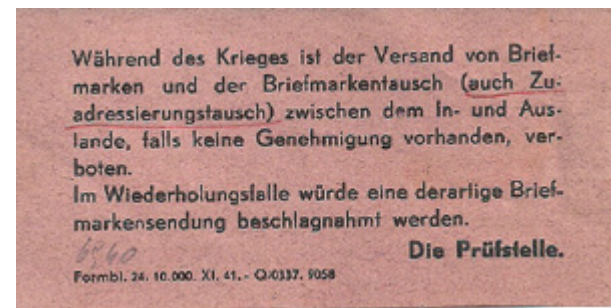 Während des Krieges ist der Versand von Brief-
marken und der Briefmarkentausch (auch Zu-
adressierungstausch) zwischen dem In- und Aus-
lande, falls keine Genehmigung vorhanden, ver-
boten.
Im Wiederholungsfalle würde eine derartige Brief-
markensendung beschlagnahmt werden.
Die Prüfstelle.
Formbl. 24. 10.000. XI. 41. - Q/0337. 9058